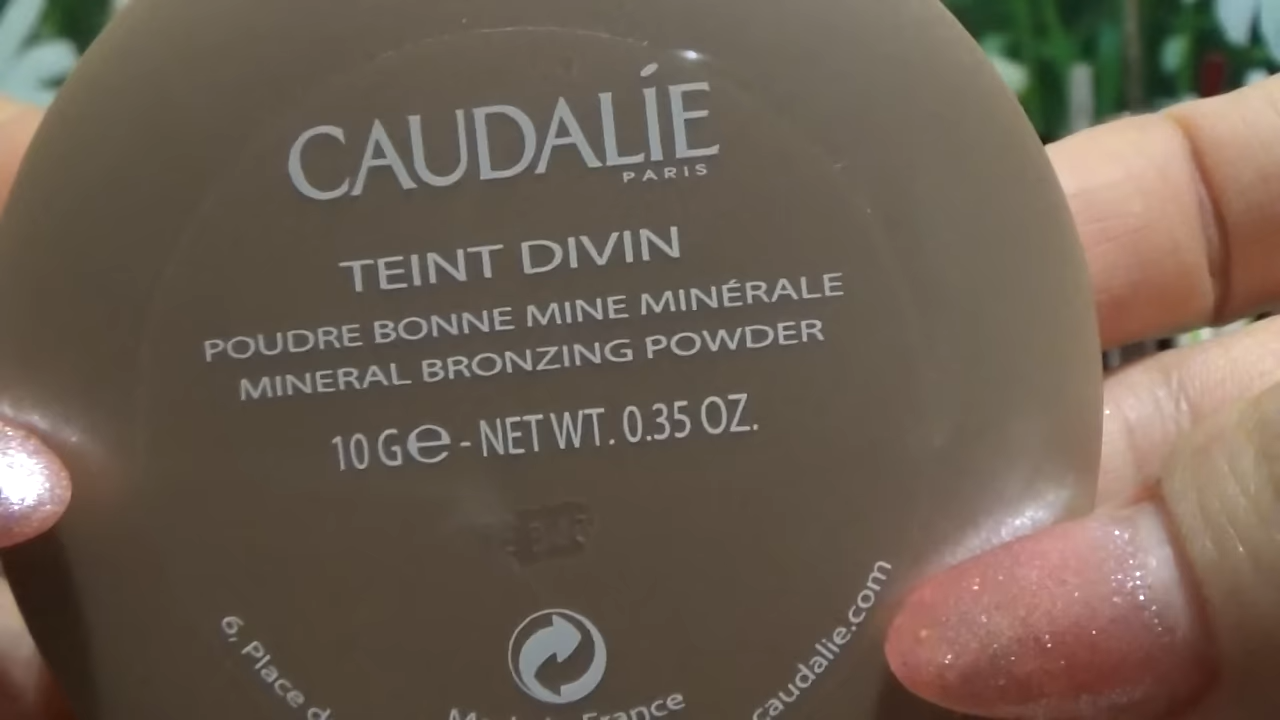 CAUDALÍE
PARIS
TEINT DIVIN
POUDRE BONNE MINE MINÉRALE
MINERAL BRONZING POWDER
10 G e - NET WT. 0.35 OZ.
6, Place
France
caudalie.com